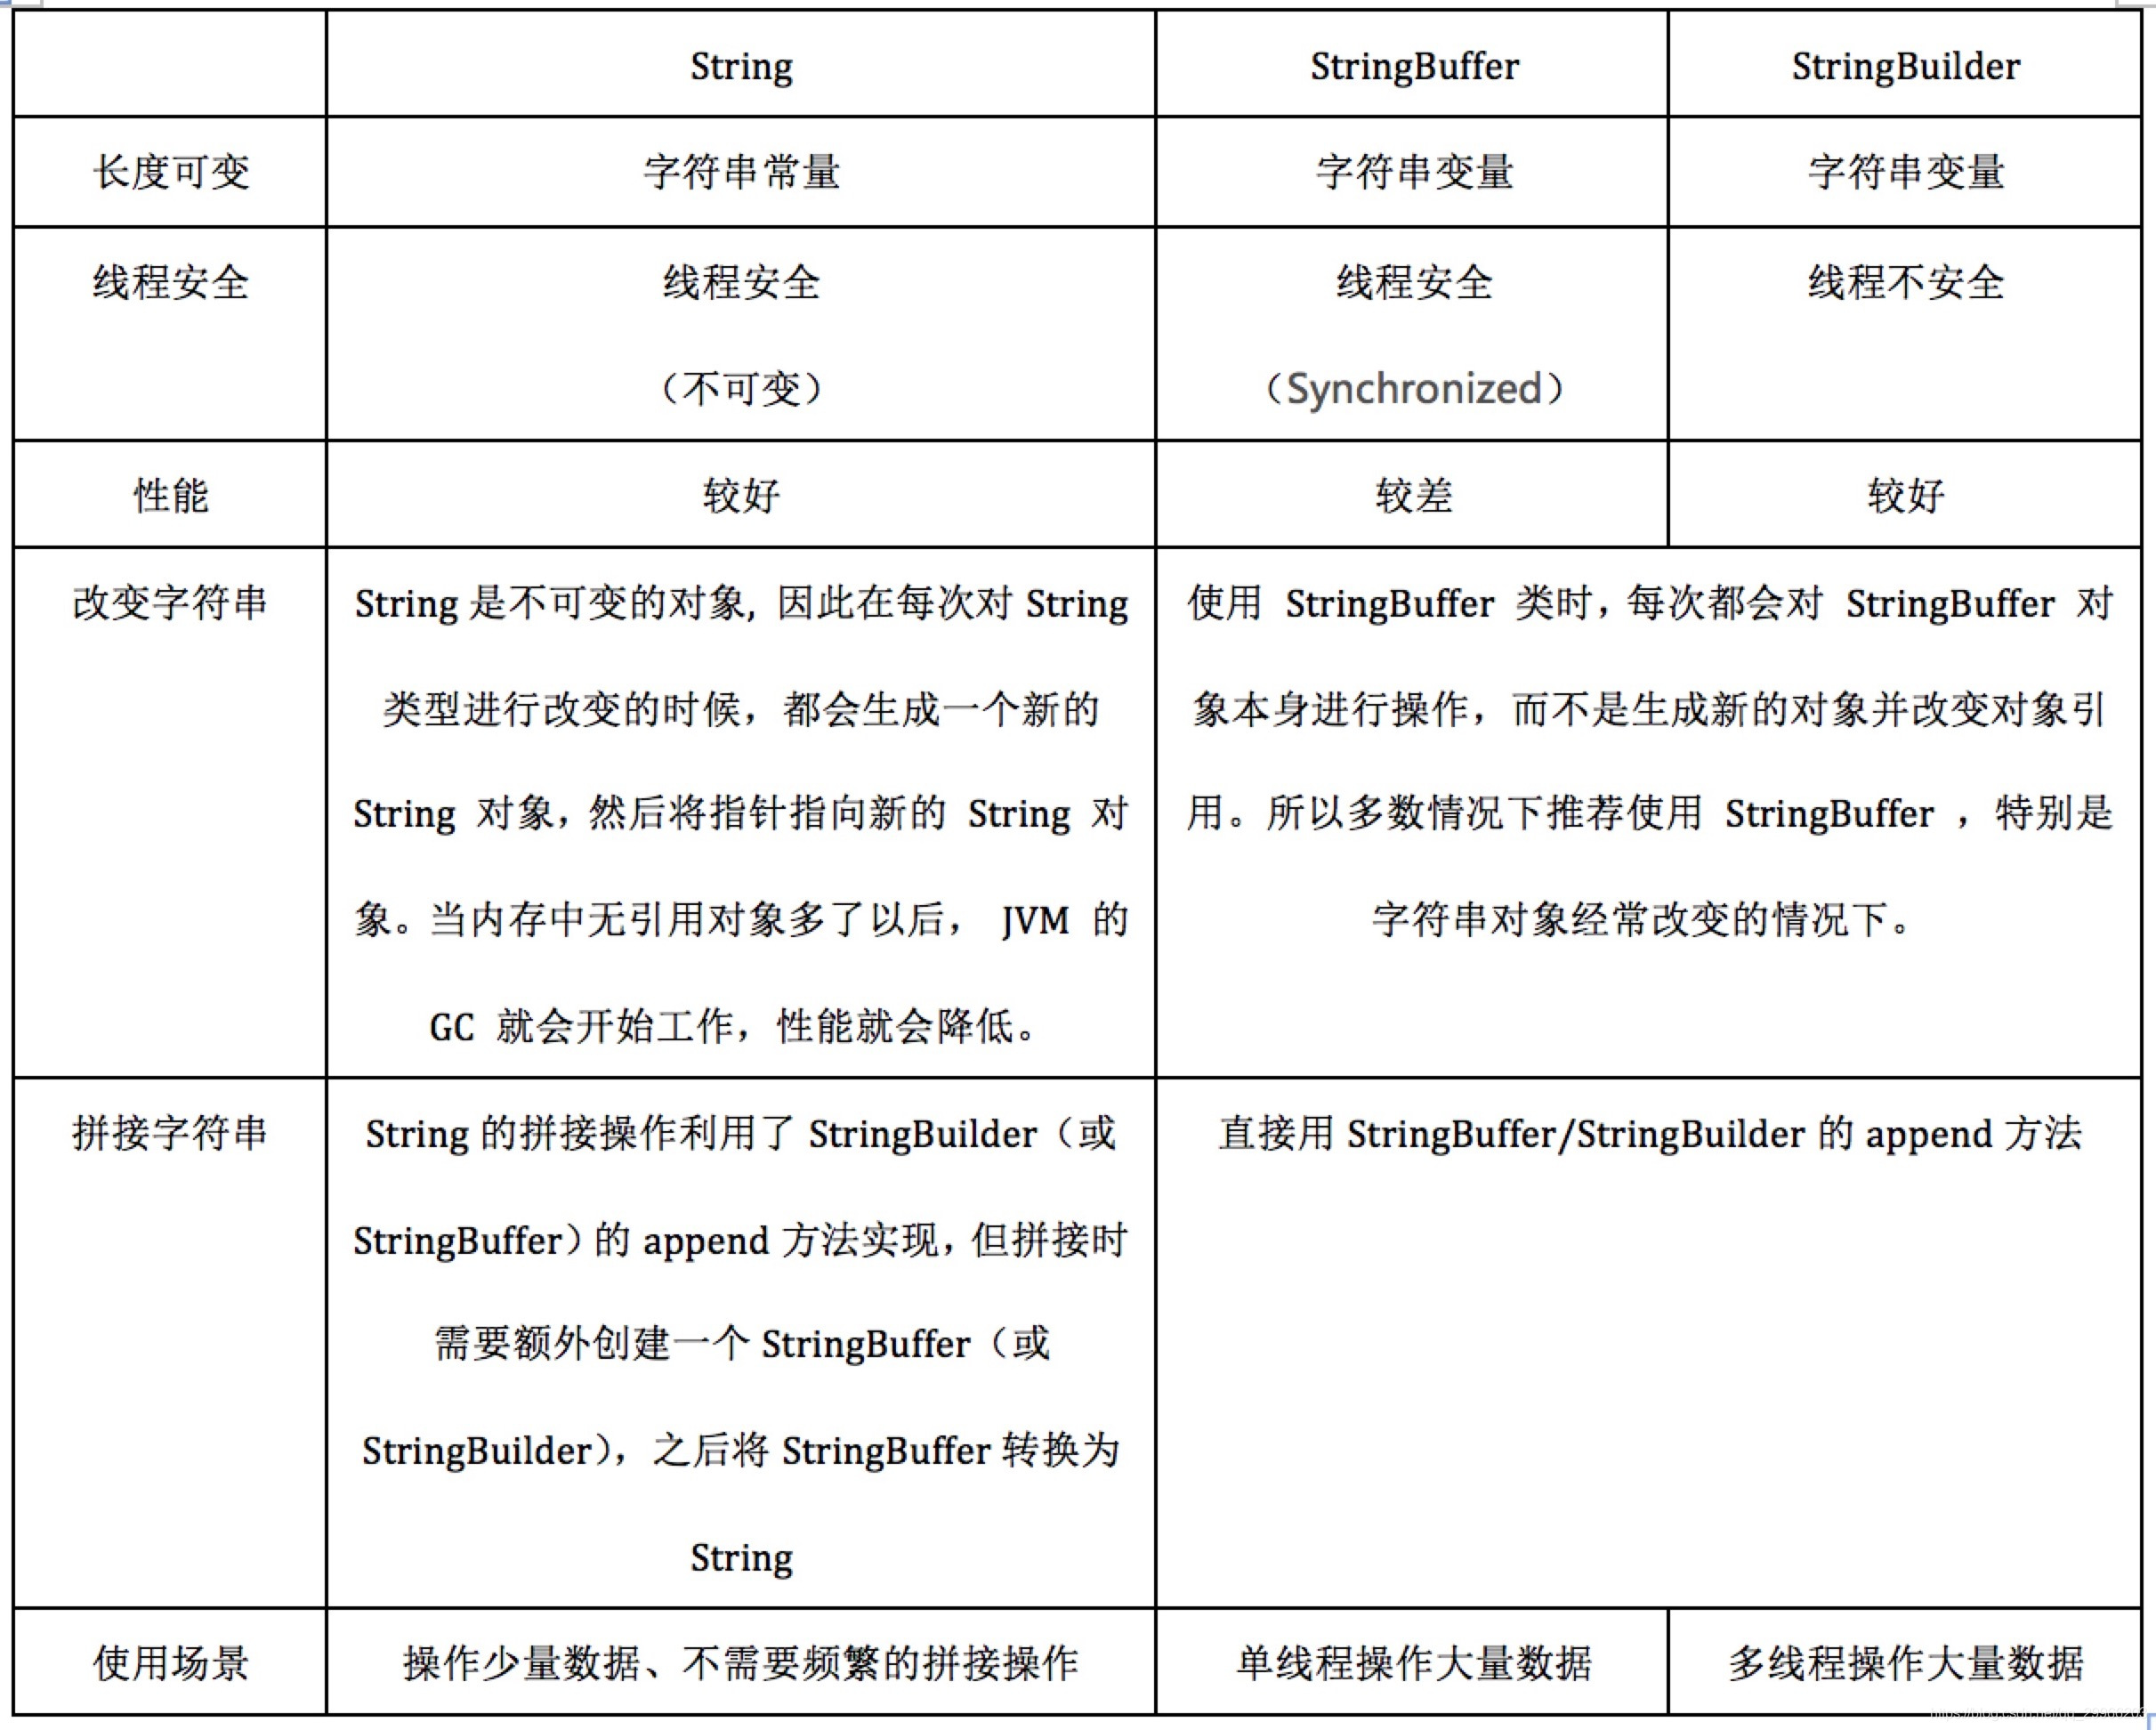 String
StringBuffer
StringBuilder
长度可变
字符串常量
字符串变量
字符串变量
线程安全
线程安全
（不可变）
线程安全
（Synchronized）
线程不安全
性能
较好
较差
较好
改变字符串
String 是不可变的对象, 因此在每次对 String
类型进行改变的时候，都会生成一个新的
String 对象，然后将指针指向新的 String 对
象。当内存中无引用对象多了以后， JVM 的
GC 就会开始工作，性能就会降低。
使用 StringBuffer 类时，每次都会对 StringBuffer 对
象本身进行操作，而不是生成新的对象并改变对象引
用。所以多数情况下推荐使用 StringBuffer ，特别是
字符串对象经常改变的情况下。
拼接字符串
String 的拼接操作利用了 StringBuilder（或
StringBuffer）的 append 方法实现，但拼接时
需要额外创建一个 StringBuffer（或
StringBuilder），之后将 StringBuffer 转换为
String
直接用 StringBuffer/StringBuilder 的 append 方法
使用场景
操作少量数据、不需要频繁的拼接操作
单线程操作大量数据
多线程操作大量数据